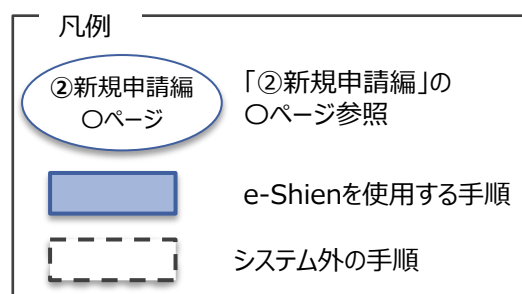 凡例
②新規申請編
〇ページ
「②新規申請編」の
〇ページ参照
e-Shienを使用する手順
システム外の手順